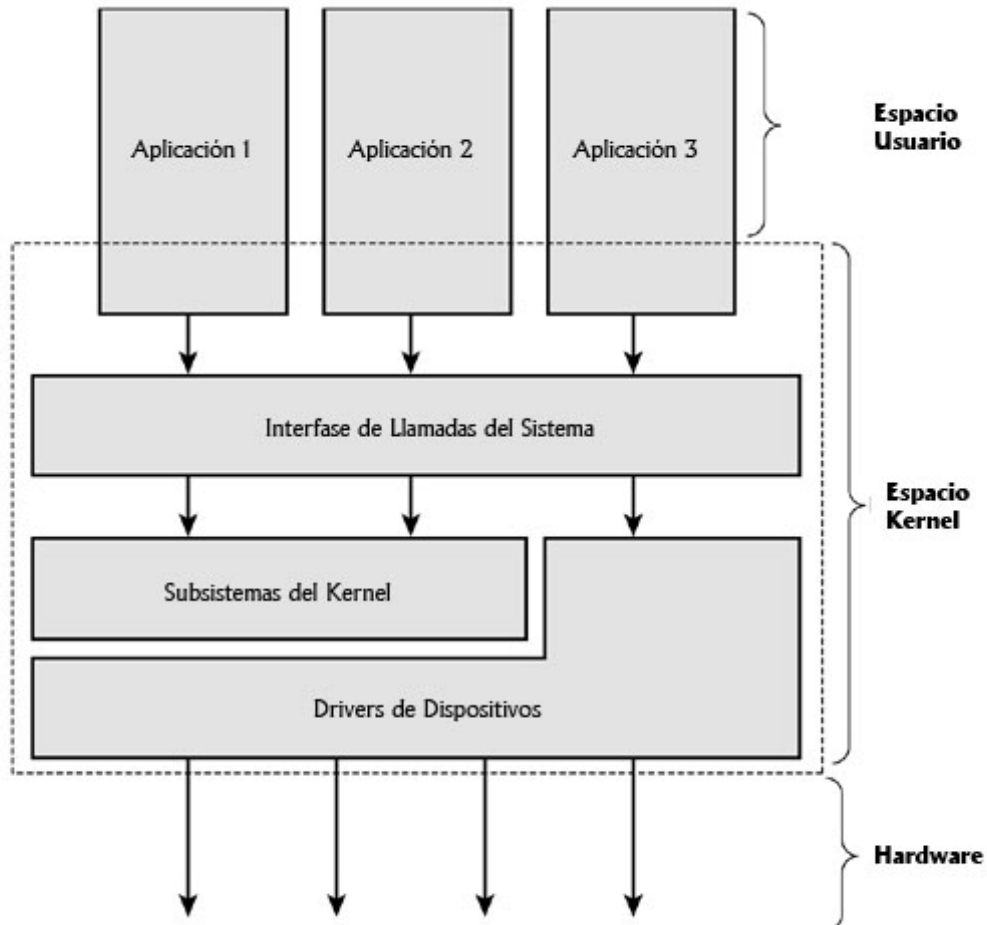 Aplicación 1
Aplicación 2
Aplicación 3
Espacio
Usuario
Interfase de Llamadas del Sistema
Espacio
Kernel
Subsistemas del Kernel
Drivers de Dispositivos
Hardware